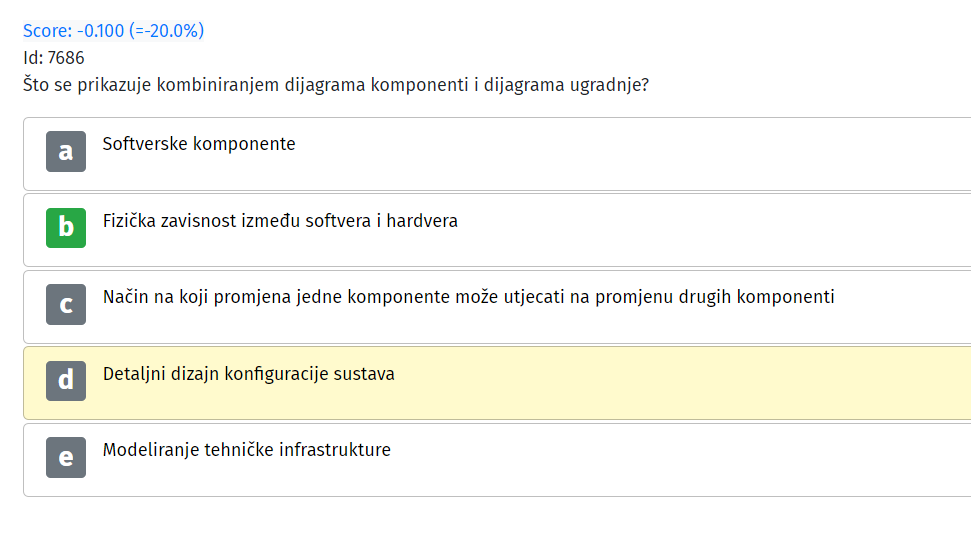 Score: -0.100 (=-20.0%)
Id: 7686
Što se prikazuje kombiniranjem dijagrama komponenti i dijagrama ugradnje?
a Softverske komponente
b Fizička zavisnost između softvera i hardvera
c Način na koji promjena jedne komponente može utjecati na promjenu drugih komponenti
d Detaljni dizajn konfiguracije sustava
e Modeliranje tehničke infrastrukture